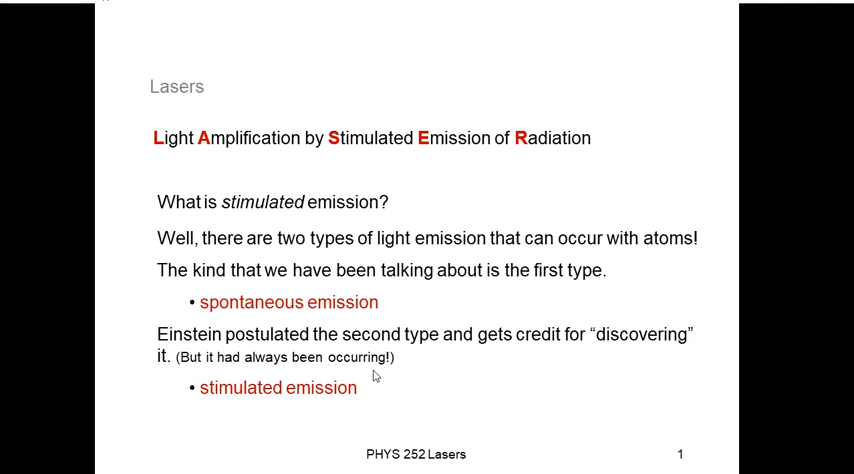 Lasers
Light Amplification by Stimulated Emission of Radiation
What is stimulated emission?
Well, there are two types of light emission that can occur with atoms!
The kind that we have been talking about is the first type.
• spontaneous emission
Einstein postulated the second type and gets credit for “discovering”
it. (But it had always been occurring!)
• stimulated emission
PHYS 252 Lasers 1